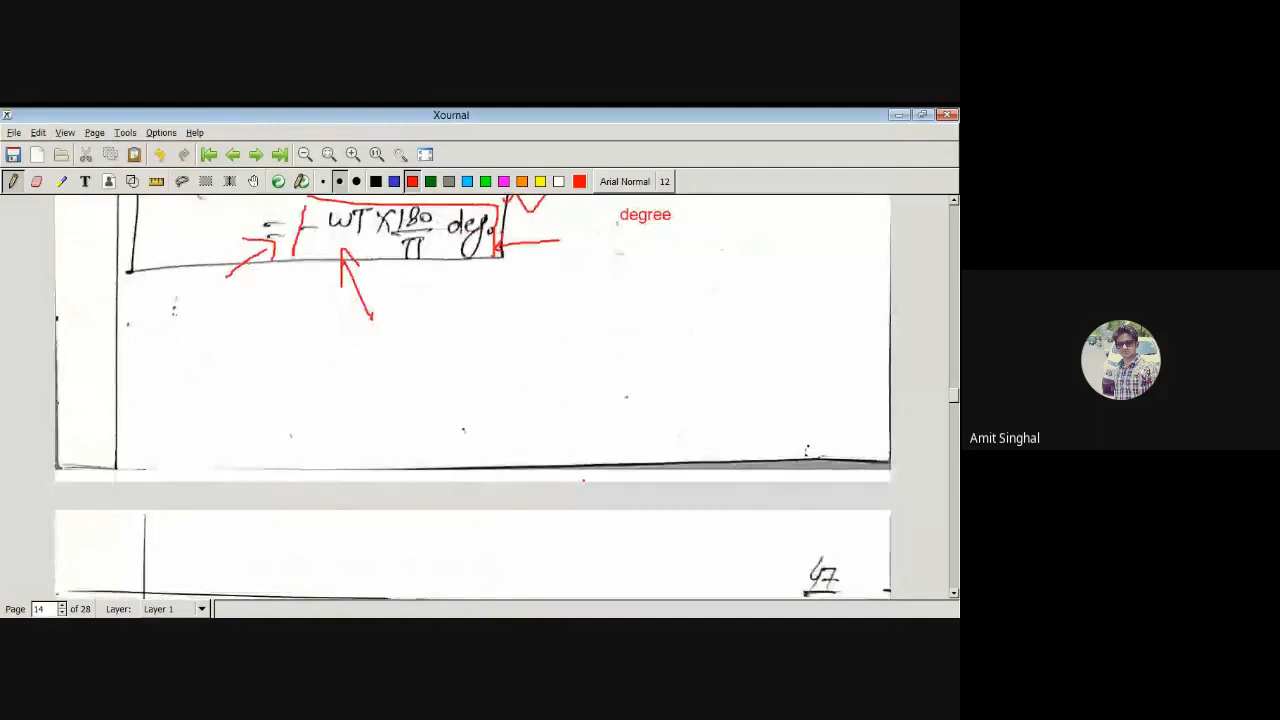 Xournal
File Edit View Page Tools Options Help
Arial Normal 12
= - WT X 180/π deg.
degree
47
Page 14 of 28 Layer: Layer 1
Amit Singhal